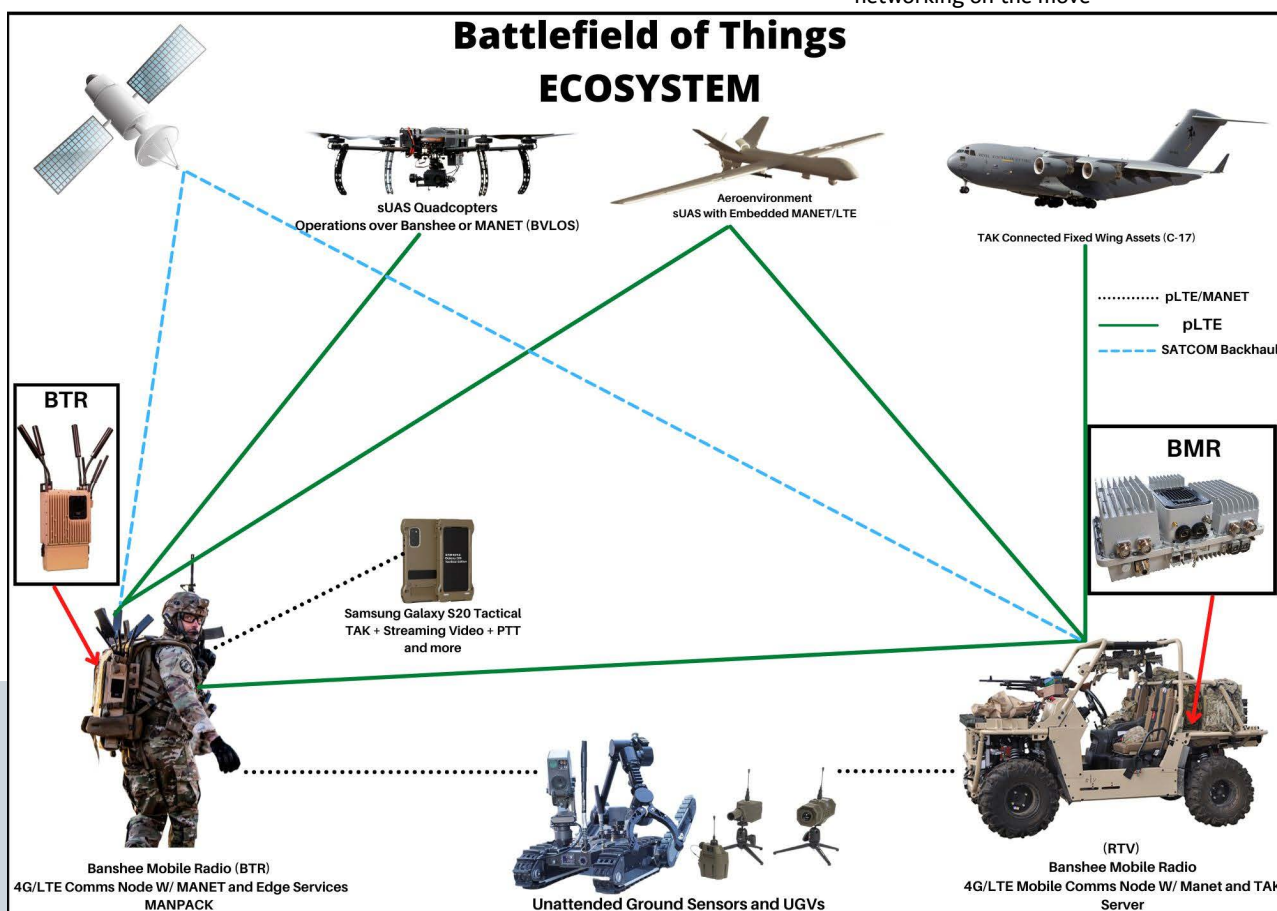 networking on the move
Battlefield of Things
ECOSYSTEM
sUAS Quadcopters
Operations over Banshee or MANET (BVLOS)
Aeroenvironment
sUAS with Embedded MANET/LTE
TAK Connected Fixed Wing Assets (C-17)
pLTE/MANET
pLTE
SATCOM Backhaul
BTR
BMR
Samsung Galaxy S20 Tactical
TAK + Streaming Video + PTT
and more
Banshee Mobile Radio (BTR)
4G/LTE Comms Node W/ MANET and Edge Services
MANPACK
Unattended Ground Sensors and UGVs
(RTV)
Banshee Mobile Radio
4G/LTE Mobile Comms Node W/ Manet and TAK
Server